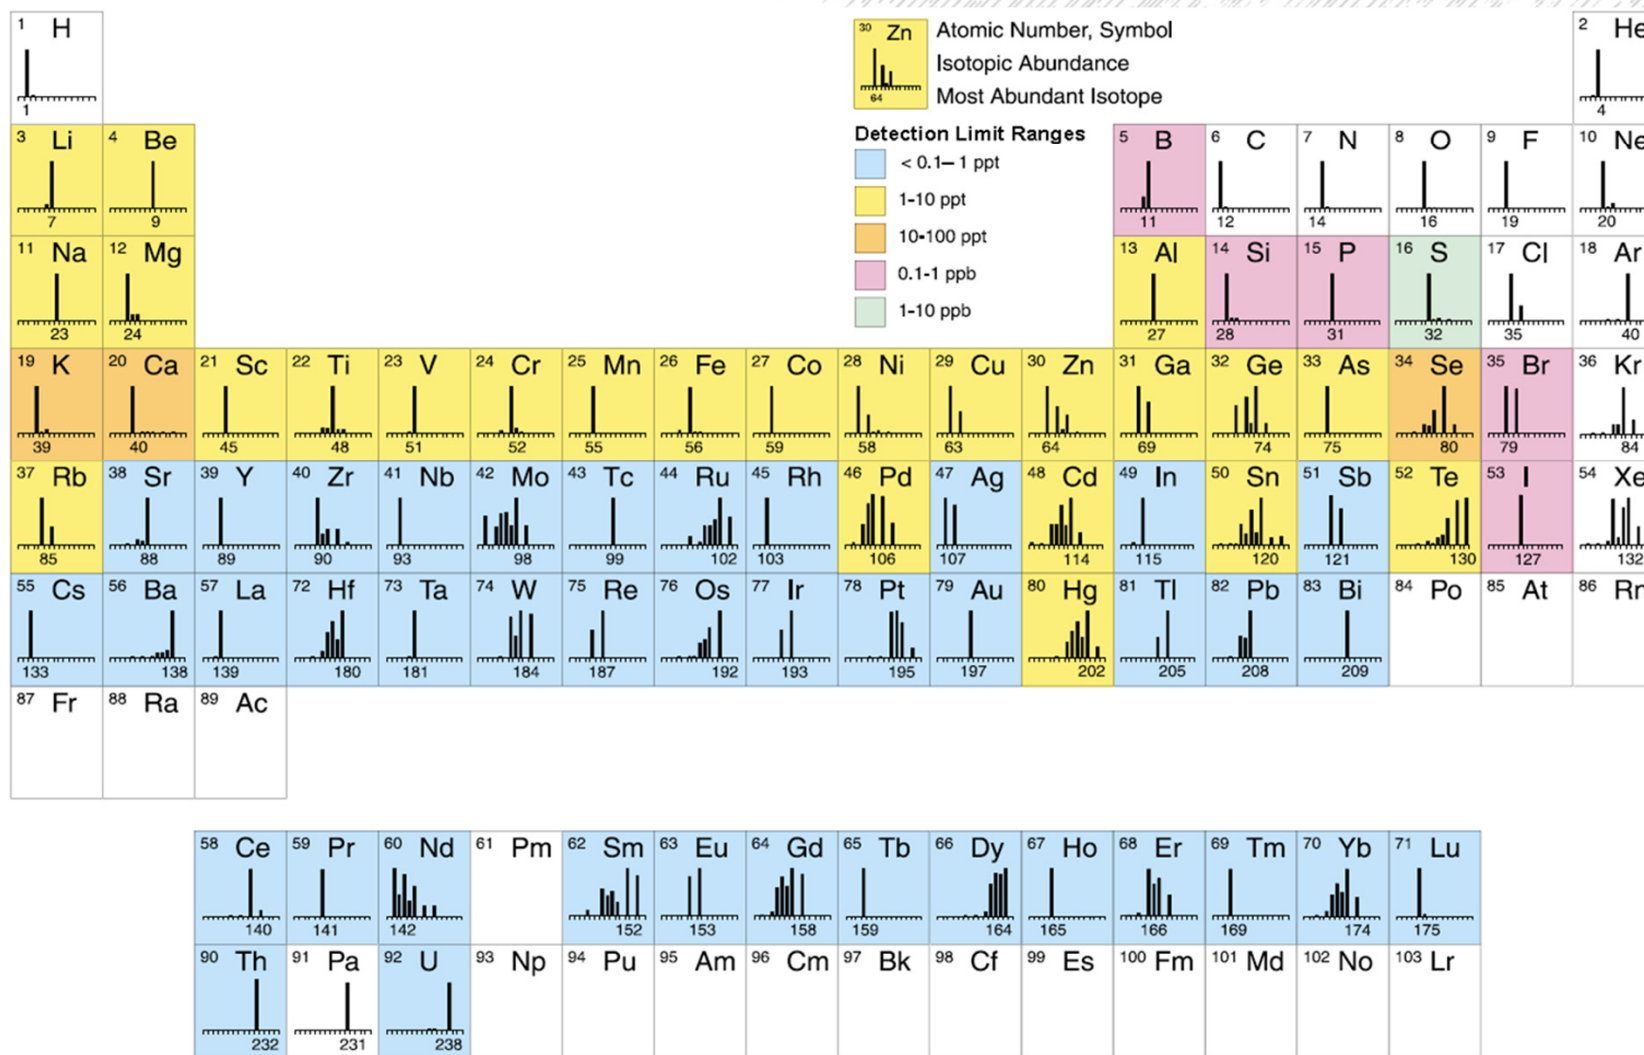 1 H
30 Zn Atomic Number, Symbol
Isotopic Abundance
64 Most Abundant Isotope
2 He
1
4
3 Li 4 Be
Detection Limit Ranges
5 B 6 C 7 N 8 O 9 F 10 Ne
< 0.1– 1 ppt
7 9
1-10 ppt
11 12 14 16 19 20
11 Na 12 Mg
10-100 ppt
13 Al 14 Si 15 P 16 S 17 Cl 18 Ar
0.1-1 ppb
1-10 ppb
23 24 27 28 31 32 35 40
19 K 20 Ca 21 Sc 22 Ti 23 V 24 Cr 25 Mn 26 Fe 27 Co 28 Ni 29 Cu 30 Zn 31 Ga 32 Ge 33 As 34 Se 35 Br 36 Kr
39 40 45 48 51 52 55 56 59 58 63 64 69 74 75 80 79 84
37 Rb 38 Sr 39 Y 40 Zr 41 Nb 42 Mo 43 Tc 44 Ru 45 Rh 46 Pd 47 Ag 48 Cd 49 In 50 Sn 51 Sb 52 Te 53 I 54 Xe
85 88 89 90 93 98 99 102 103 106 107 114 115 120 121 130 127 132
55 Cs 56 Ba 57 La 72 Hf 73 Ta 74 W 75 Re 76 Os 77 Ir 78 Pt 79 Au 80 Hg 81 Tl 82 Pb 83 Bi 84 Po 85 At 86 Rn
133 138 139 180 181 184 187 192 193 195 197 202 205 208 209
87 Fr 88 Ra 89 Ac
58 Ce 59 Pr 60 Nd 61 Pm 62 Sm 63 Eu 64 Gd 65 Tb 66 Dy 67 Ho 68 Er 69 Tm 70 Yb 71 Lu
140 141 142 152 153 158 159 164 165 166 169 174 175
90 Th 91 Pa 92 U 93 Np 94 Pu 95 Am 96 Cm 97 Bk 98 Cf 99 Es 100 Fm 101 Md 102 No 103 Lr
232 231 238